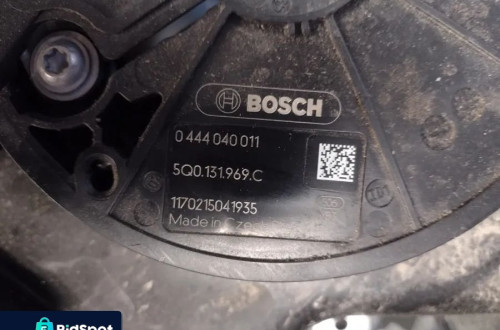 BOSCH
0 444 040 011
5Q0.131.969.C
1170215041935
Made in
BidSpot